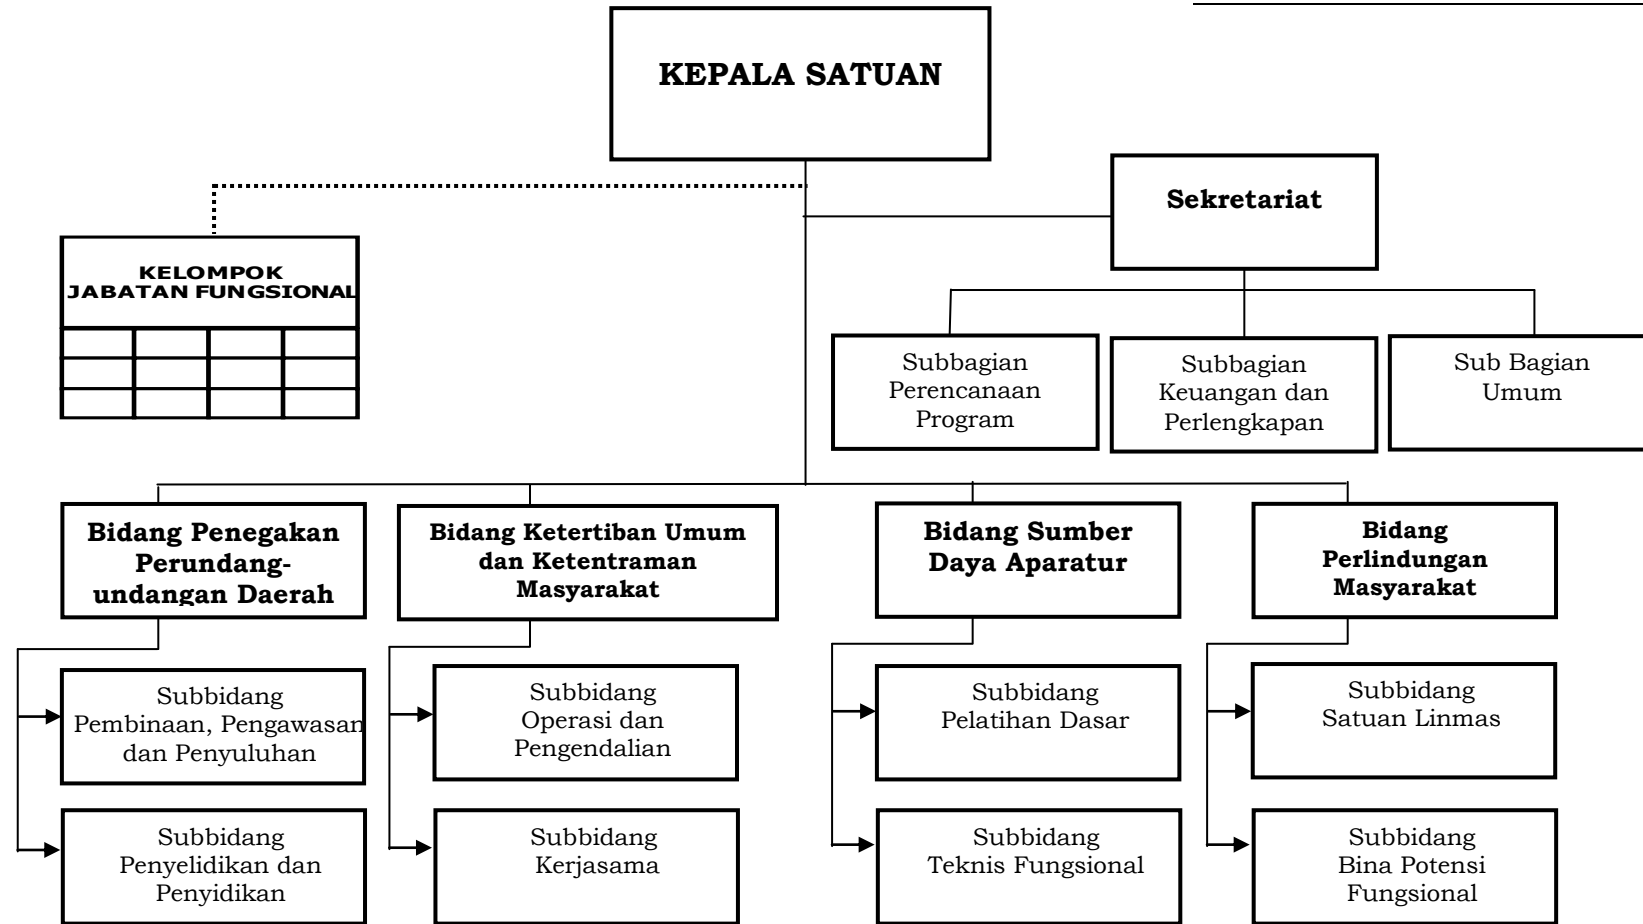 KEPALA SATUAN
Sekretariat
KELOMPOK
JABATAN FUNGSIONAL
Subbagian
Perencanaan
Program
Subbagian
Keuangan dan
Perlengkapan
Sub Bagian
Umum
Bidang Penegakan
Perundang-
undangan Daerah
Bidang Ketertiban Umum
dan Ketentraman
Masyarakat
Bidang Sumber
Daya Aparatur
Bidang
Perlindungan
Masyarakat
Subbidang
Pembinaan, Pengawasan
dan Penyuluhan
Subbidang
Operasi dan
Pengendalian
Subbidang
Pelatihan Dasar
Subbidang
Satuan Linmas
Subbidang
Penyelidikan dan
Penyidikan
Subbidang
Kerjasama
Subbidang
Teknis Fungsional
Subbidang
Bina Potensi
Fungsional